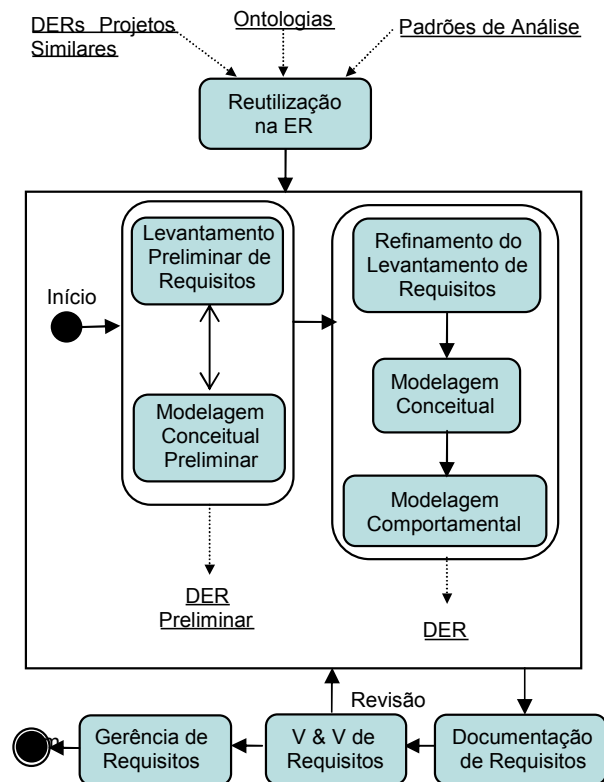 DERs Projetos
Similares
Ontologias
Padrões de Análise
Reutilização
na ER
Levantamento
Preliminar de
Requisitos
Refinamento do
Levantamento de
Requisitos
Início
Modelagem
Conceitual
Preliminar
Modelagem
Conceitual
Modelagem
Comportamental
DER
Preliminar
DER
Revisão
Gerência de
Requisitos
V & V de
Requisitos
Documentação
de Requisitos